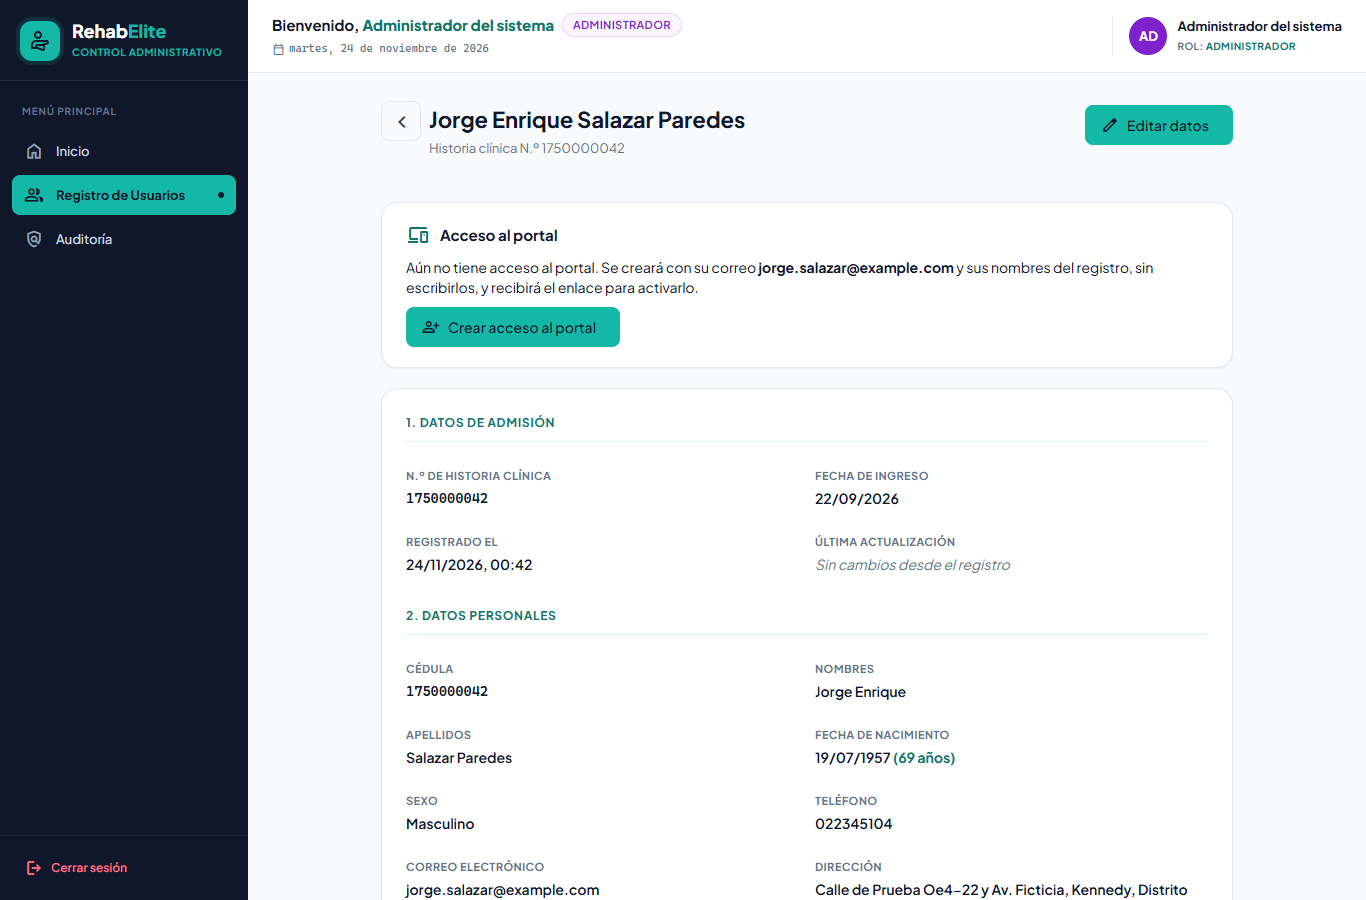 RehabElite
CONTROL ADMINISTRATIVO
MENÚ PRINCIPAL
Inicio
Registro de Usuarios
Auditoría
Cerrar sesión
Bienvenido, Administrador del sistema ADMINISTRADOR
martes, 24 de noviembre de 2026
AD
Administrador del sistema
ROL: ADMINISTRADOR
Jorge Enrique Salazar Paredes
Historia clínica N.º 1750000042
Editar datos
Acceso al portal
Aún no tiene acceso al portal. Se creará con su correo jorge.salazar@example.com y sus nombres del registro, sin
escribirlos, y recibirá el enlace para activarlo.
Crear acceso al portal
1. DATOS DE ADMISIÓN
N.º DE HISTORIA CLÍNICA
1750000042
FECHA DE INGRESO
22/09/2026
REGISTRADO EL
24/11/2026, 00:42
ÚLTIMA ACTUALIZACIÓN
Sin cambios desde el registro
2. DATOS PERSONALES
CÉDULA
1750000042
NOMBRES
Jorge Enrique
APELLIDOS
Salazar Paredes
FECHA DE NACIMIENTO
19/07/1957 (69 años)
SEXO
Masculino
TELÉFONO
022345104
CORREO ELECTRÓNICO
jorge.salazar@example.com
DIRECCIÓN
Calle de Prueba Oe4-22 y Av. Ficticia, Kennedy, Distrito